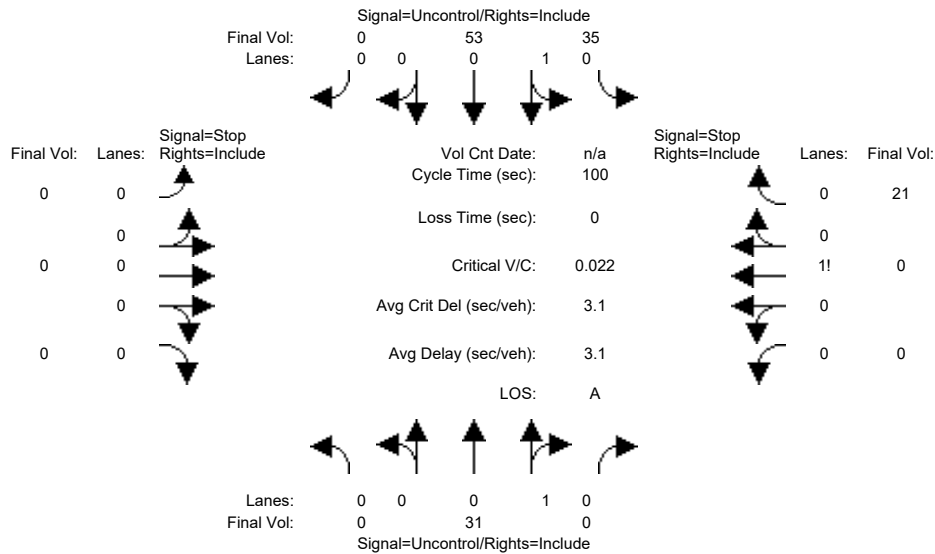 Signal=Uncontrol/Rights=Include
Final Vol: 0 53 35
Lanes: 0 0 0 1 0
Signal=Stop Signal=Stop
Final Vol: Lanes: Rights=Include Vol Cnt Date: n/a Rights=Include Lanes: Final Vol:
Cycle Time (sec): 100
0 0 0 21
Loss Time (sec): 0
0 0
0 0 Critical V/C: 0.022 1! 0
0 Avg Crit Del (sec/veh): 3.1 0
0 0 Avg Delay (sec/veh): 3.1 0 0
LOS: A
Lanes: 0 0 0 1 0
Final Vol: 0 31 0
Signal=Uncontrol/Rights=Include